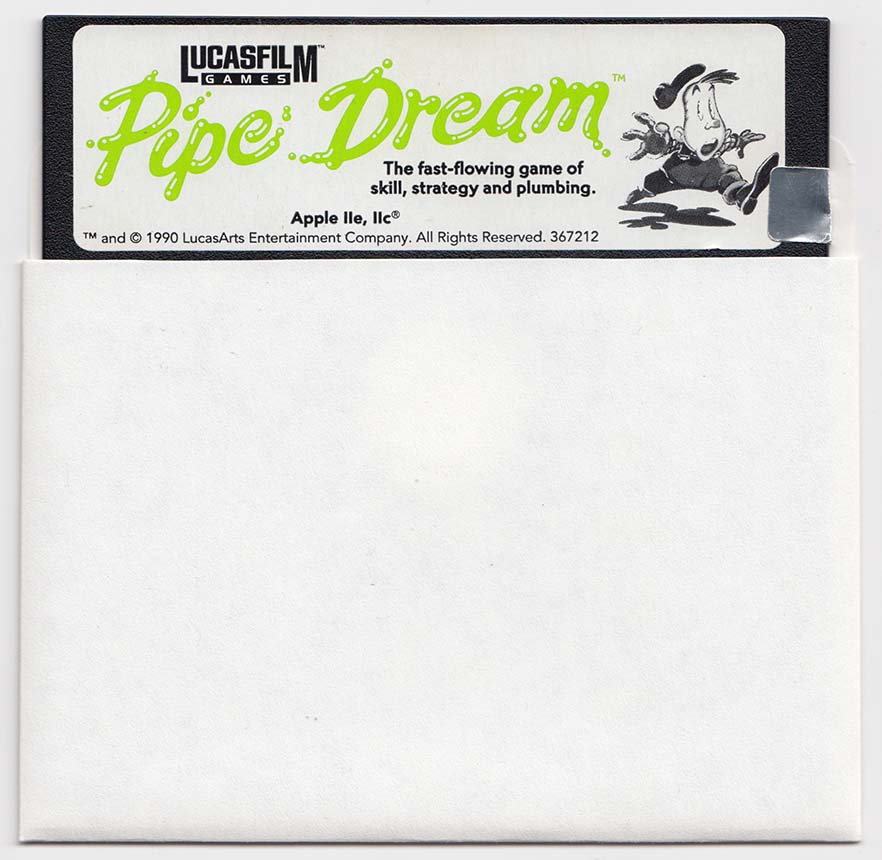 LUCASFILM™
GAMES
Pipe Dream™
The fast-flowing game of
skill, strategy and plumbing.
Apple IIe, IIc®
™ and © 1990 LucasArts Entertainment Company. All Rights Reserved. 367212